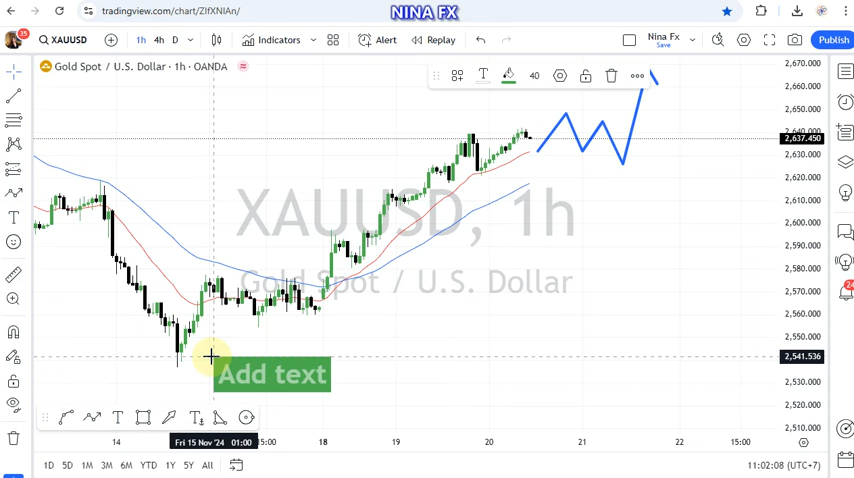 tradingview.com/chart/ZIfXNIAn/
NINA FX
35
XAUUSD
1h 4h D
Indicators
Alert
Replay
Nina Fx
Save
Publish
Gold Spot / U.S. Dollar · 1h · OANDA
40
XAUUSD, 1h
Gold Spot / U.S. Dollar
Add text
2,670.000
2,660.000
2,650.000
2,640.000
2,637.450
2,630.000
2,620.000
2,610.000
2,600.000
2,590.000
2,580.000
2,570.000
2,560.000
2,550.000
2,541.536
2,530.000
2,520.000
2,510.000
24
14
Fri 15 Nov '24 01:00
15:00
18
19
20
21
22
15:00
1D 5D 1M 3M 6M YTD 1Y 5Y All
11:02:08 (UTC+7)